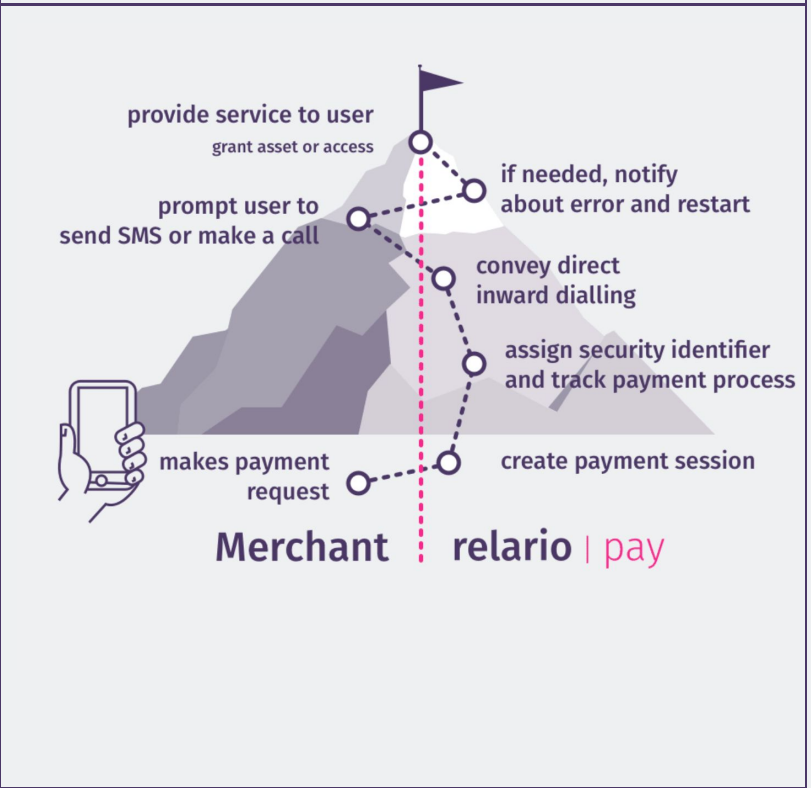 provide service to user
grant asset or access
if needed, notify
about error and restart
prompt user to
send SMS or make a call
convey direct
inward dialling
assign security identifier
and track payment process
makes payment
request
create payment session
Merchant
relario | pay